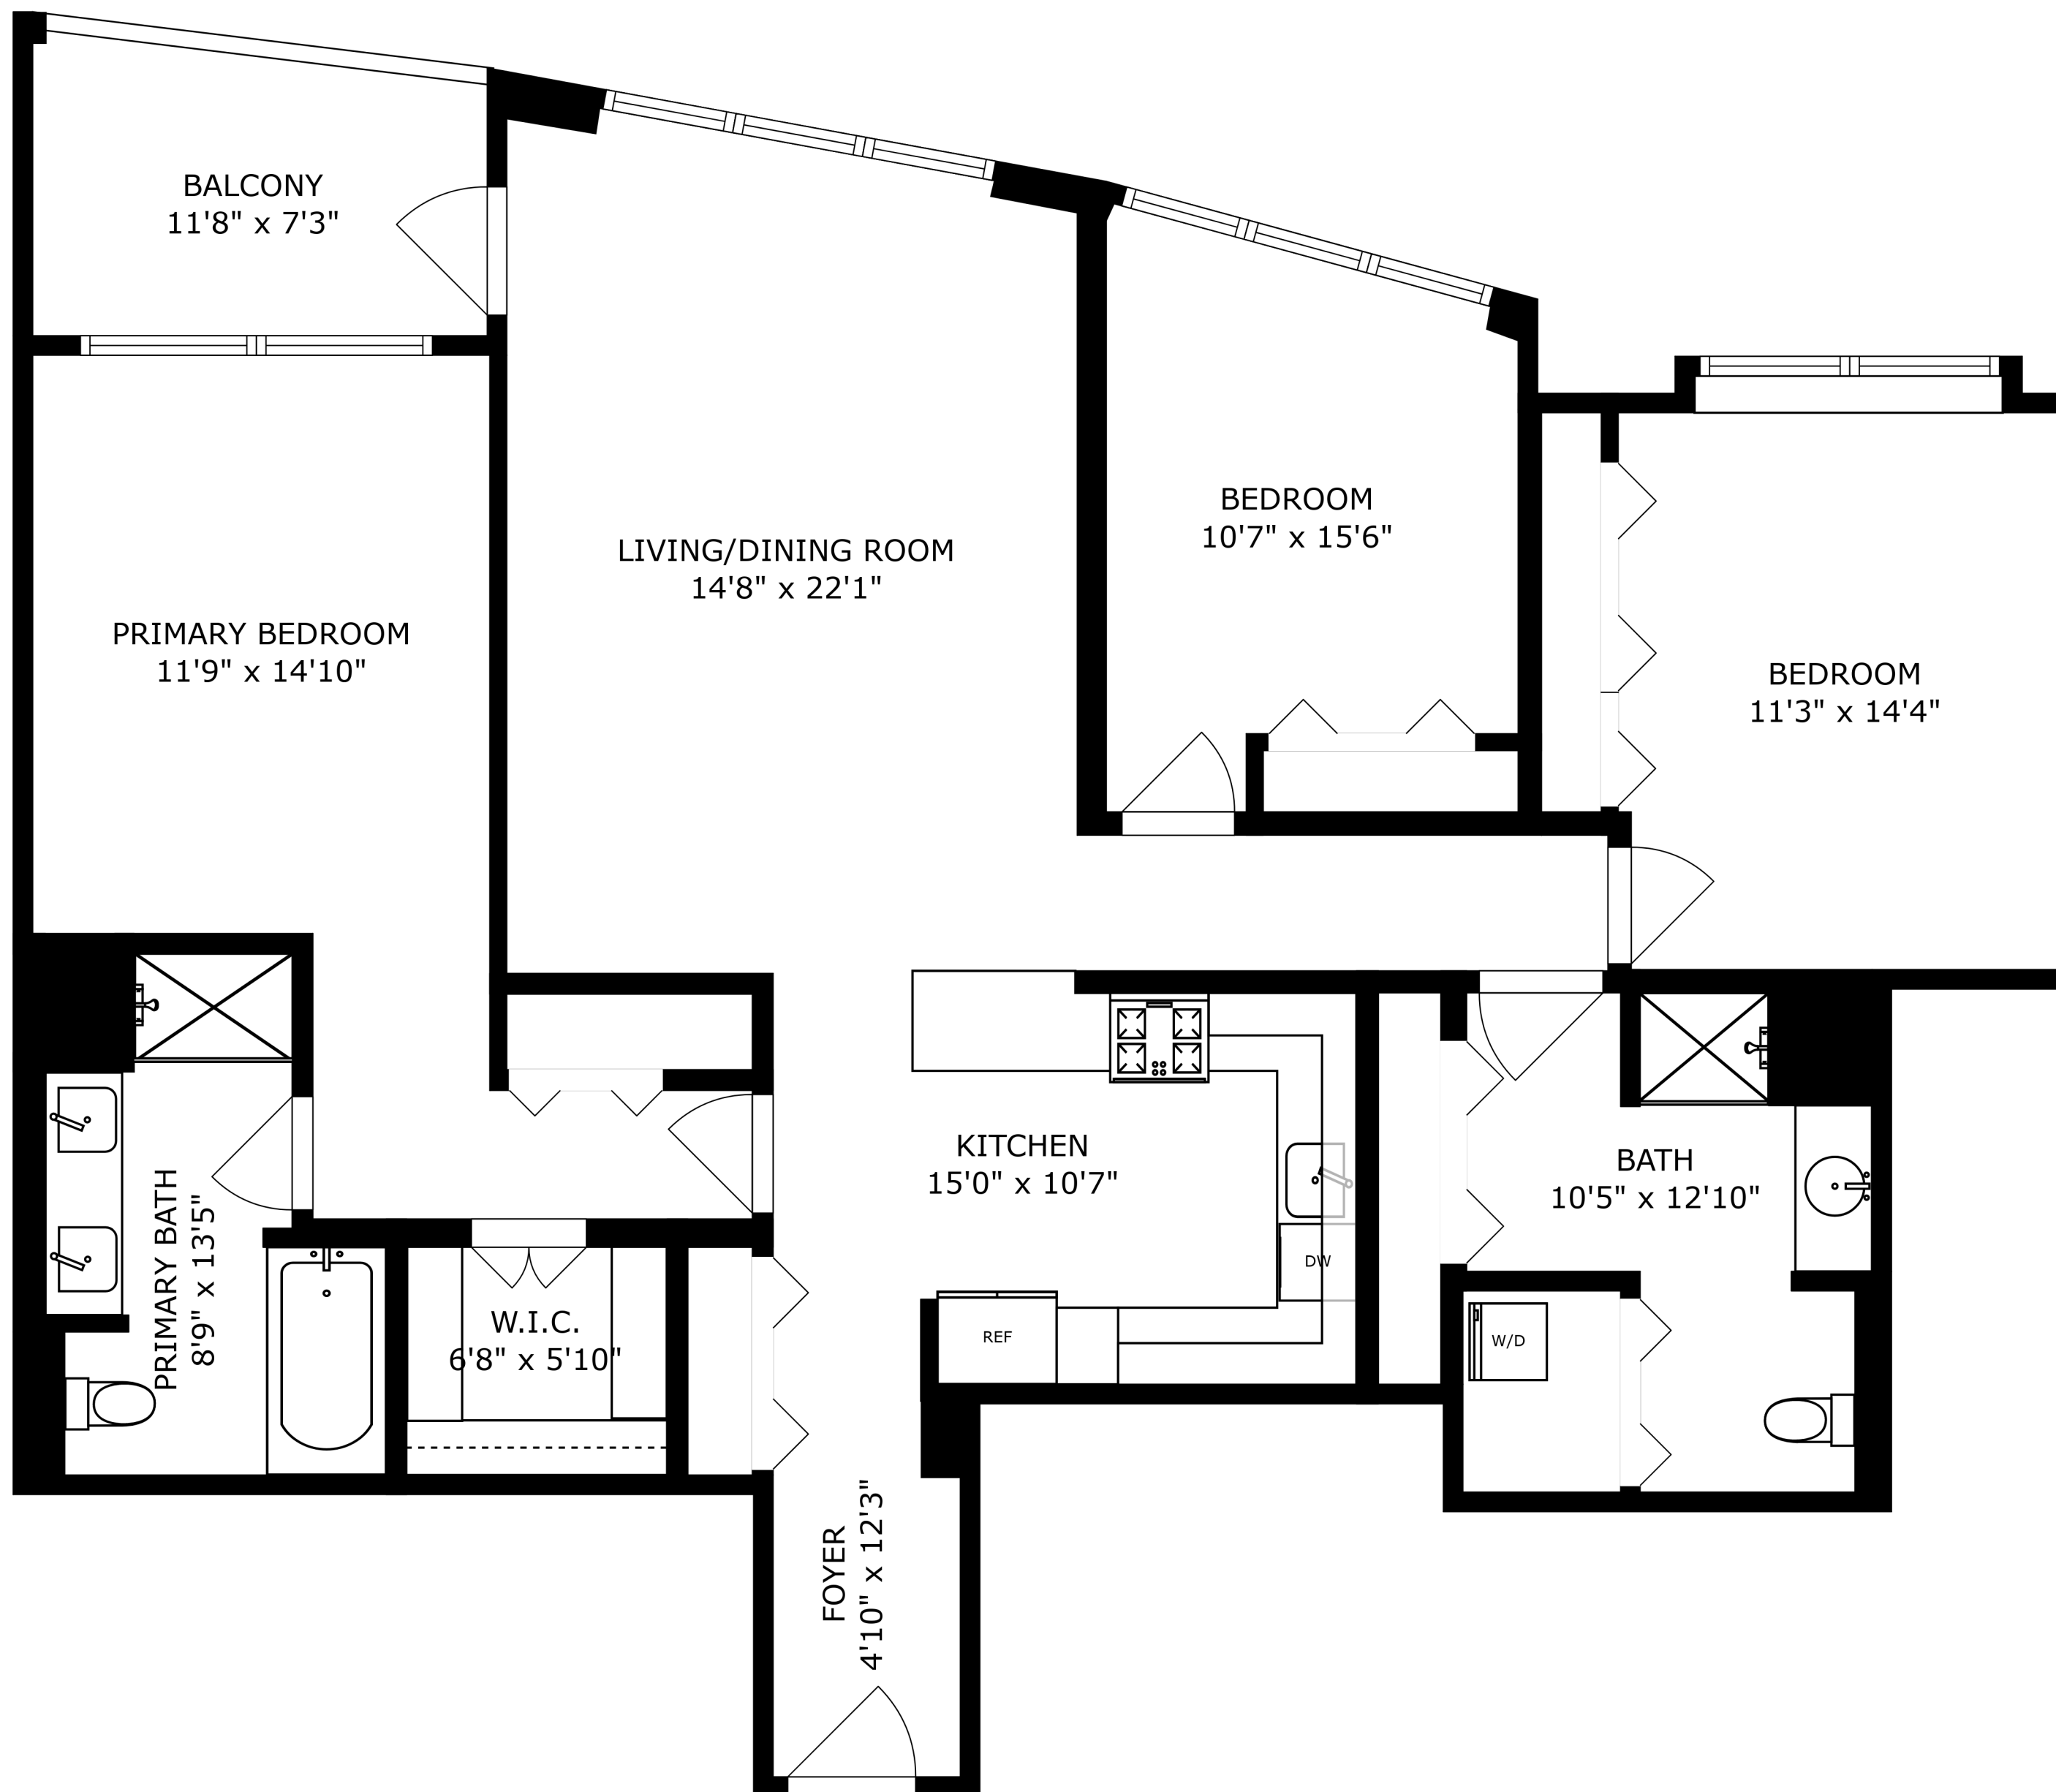 BALCONY
11'8" x 7'3"
BEDROOM
10'7" x 15'6"
LIVING/DINING ROOM
14'8" x 22'1"
PRIMARY BEDROOM
11'9" x 14'10"
BEDROOM
11'3" x 14'4"
KITCHEN
15'0" x 10'7"
BATH
10'5" x 12'10"
PRIMARY BATH
8'9" x 13'5"
DW
W.I.C.
6'8" x 5'10"
REF
W/D
FOYER
4'10" x 12'3"